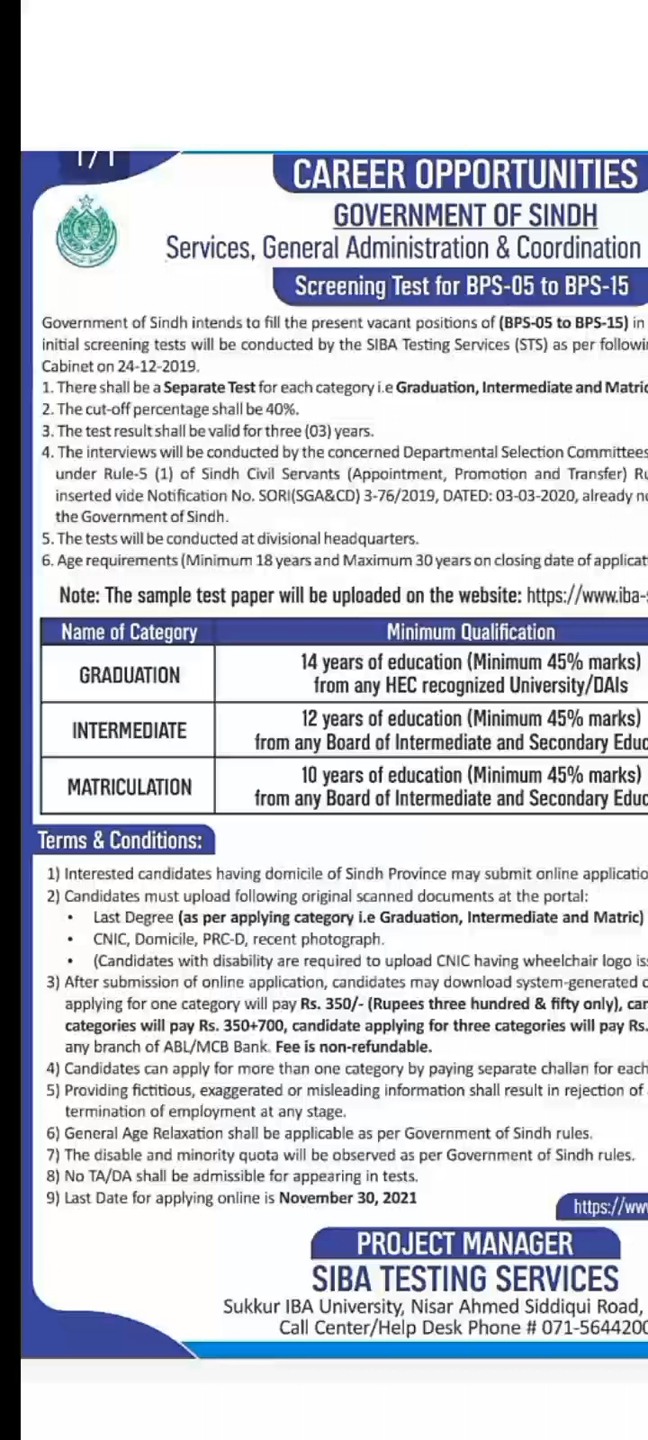 1/1
CAREER OPPORTUNITIES
GOVERNMENT OF SINDH
Services, General Administration & Coordination
Screening Test for BPS-05 to BPS-15
Government of Sindh intends to fill the present vacant positions of (BPS-05 to BPS-15) in
initial screening tests will be conducted by the SIBA Testing Services (STS) as per followin
Cabinet on 24-12-2019.
1. There shall be a Separate Test for each category i.e Graduation, Intermediate and Matric
2. The cut-off percentage shall be 40%.
3. The test result shall be valid for three (03) years.
4. The interviews will be conducted by the concerned Departmental Selection Committees
under Rule-5 (1) of Sindh Civil Servants (Appointment, Promotion and Transfer) Ru
inserted vide Notification No. SORI(SGA&CD) 3-76/2019, DATED: 03-03-2020, already n
the Government of Sindh.
5. The tests will be conducted at divisional headquarters.
6. Age requirements (Minimum 18 years and Maximum 30 years on closing date of applicat
Note: The sample test paper will be uploaded on the website: https://www.iba-s
Name of Category Minimum Qualification
GRADUATION 14 years of education (Minimum 45% marks)
from any HEC recognized University/DAIs
INTERMEDIATE 12 years of education (Minimum 45% marks)
from any Board of Intermediate and Secondary Educ
MATRICULATION 10 years of education (Minimum 45% marks)
from any Board of Intermediate and Secondary Educ
Terms & Conditions:
1) Interested candidates having domicile of Sindh Province may submit online applicatio
2) Candidates must upload following original scanned documents at the portal:
• Last Degree (as per applying category i.e Graduation, Intermediate and Matric)
• CNIC, Domicile, PRC-D, recent photograph.
• (Candidates with disability are required to upload CNIC having wheelchair logo iss
3) After submission of online application, candidates may download system-generated c
applying for one category will pay Rs. 350/- (Rupees three hundred & fifty only), can
categories will pay Rs. 350+700, candidate applying for three categories will pay Rs.
any branch of ABL/MCB Bank. Fee is non-refundable.
4) Candidates can apply for more than one category by paying separate challan for each
5) Providing fictitious, exaggerated or misleading information shall result in rejection of
termination of employment at any stage.
6) General Age Relaxation shall be applicable as per Government of Sindh rules.
7) The disable and minority quota will be observed as per Government of Sindh rules.
8) No TA/DA shall be admissible for appearing in tests.
9) Last Date for applying online is November 30, 2021
https://ww
PROJECT MANAGER
SIBA TESTING SERVICES
Sukkur IBA University, Nisar Ahmed Siddiqui Road,
Call Center/Help Desk Phone # 071-5644200